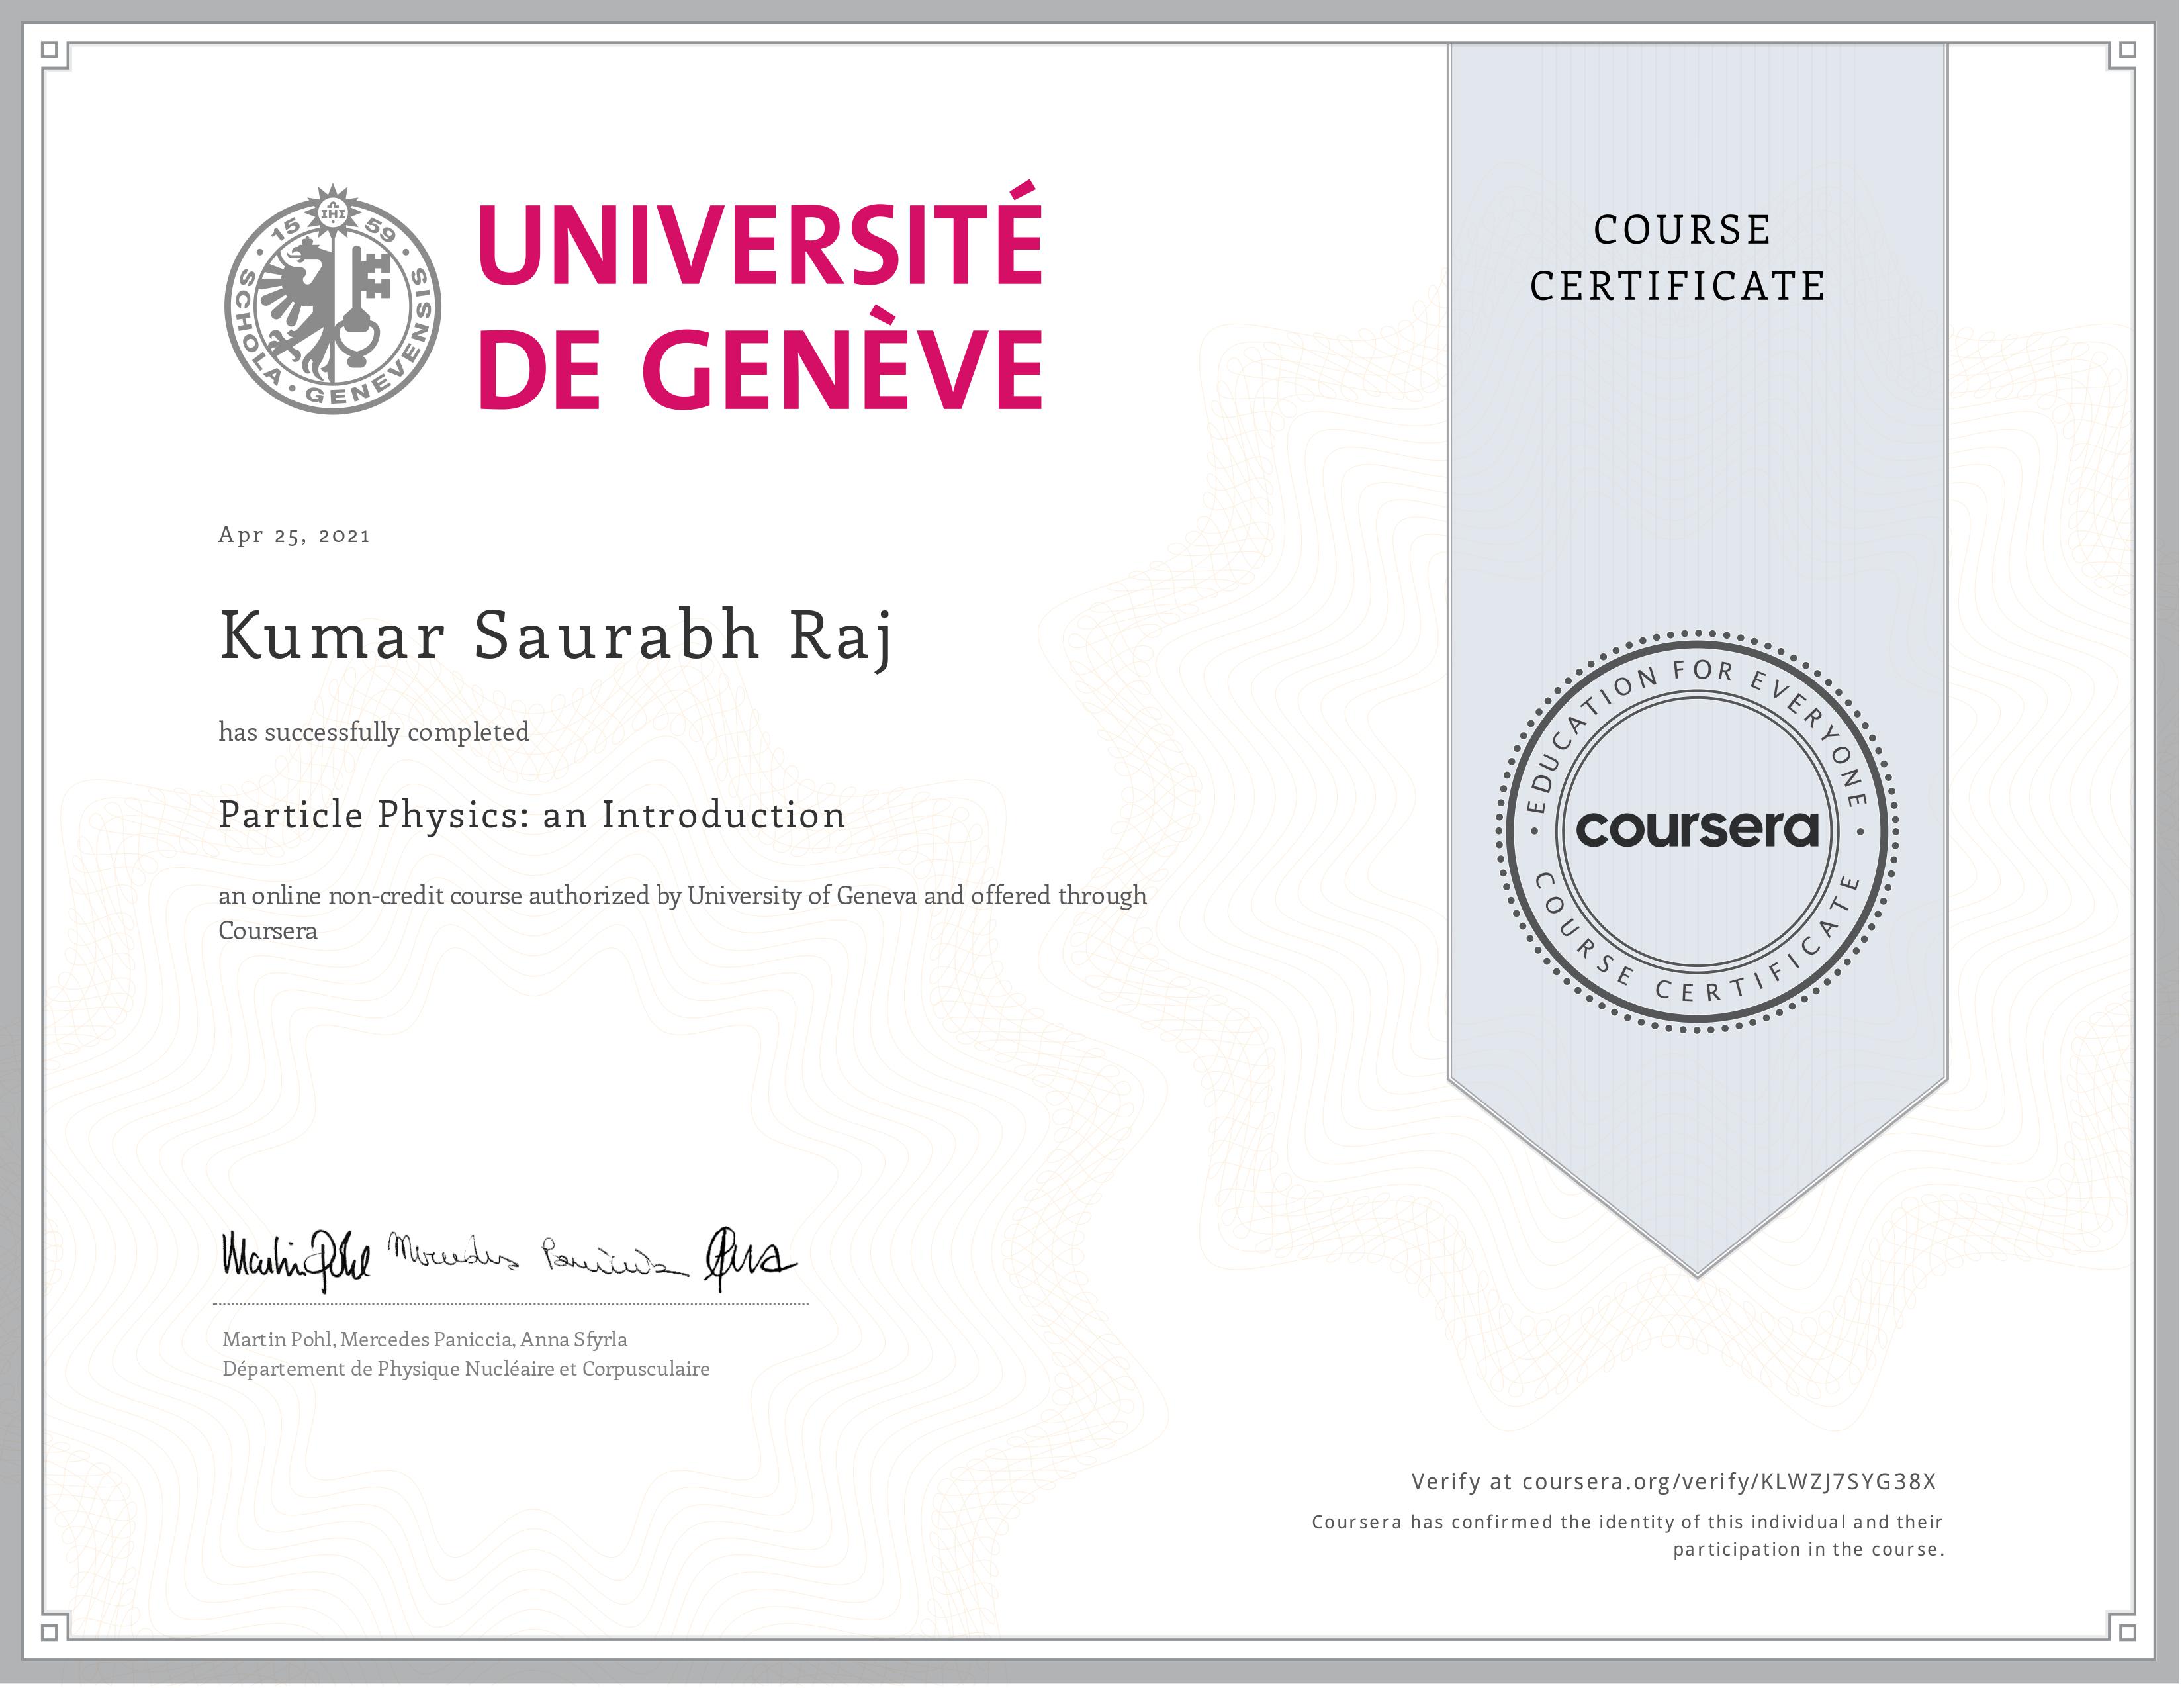 15 59
IHI
SCHOLA · GENEVENSIS
UNIVERSITÉ
DE GENÈVE
COURSE
CERTIFICATE
Apr 25, 2021
Kumar Saurabh Raj
has successfully completed
Particle Physics: an Introduction
an online non-credit course authorized by University of Geneva and offered through
Coursera
· EDUCATION FOR EVERYONE ·
coursera
COURSE CERTIFICATE
Martin Pohl Mercedes Paniccia
Martin Pohl, Mercedes Paniccia, Anna Sfyrla
Département de Physique Nucléaire et Corpusculaire
Verify at coursera.org/verify/KLWZJ7SYG38X
Coursera has confirmed the identity of this individual and their
participation in the course.